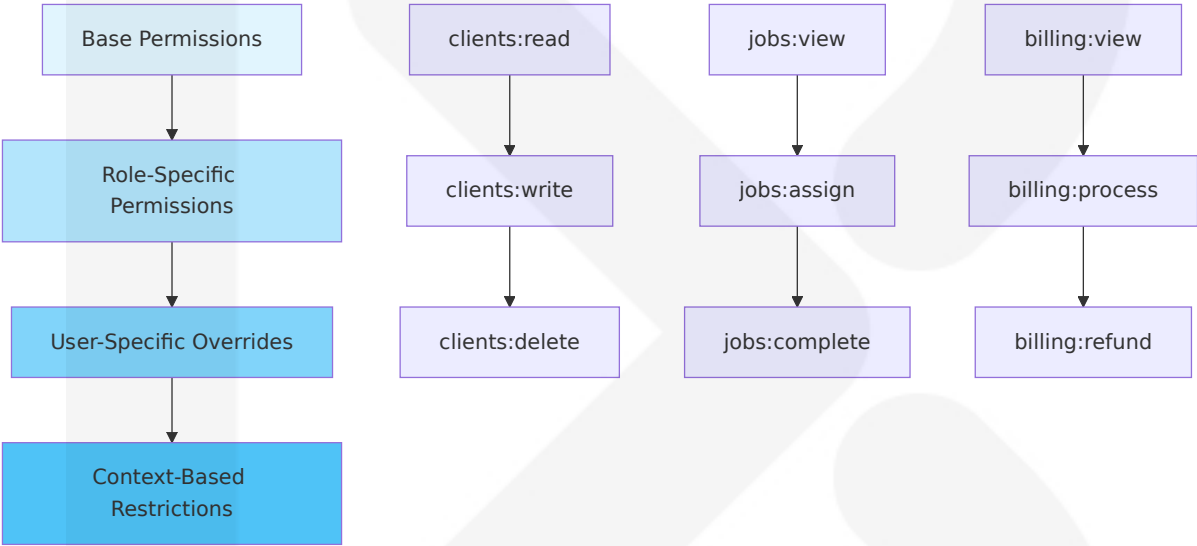 Base Permissions
clients:read
jobs:view
billing:view
Role-Specific
Permissions
clients:write
jobs:assign
billing:process
User-Specific Overrides
clients:delete
jobs:complete
billing:refund
Context-Based
Restrictions